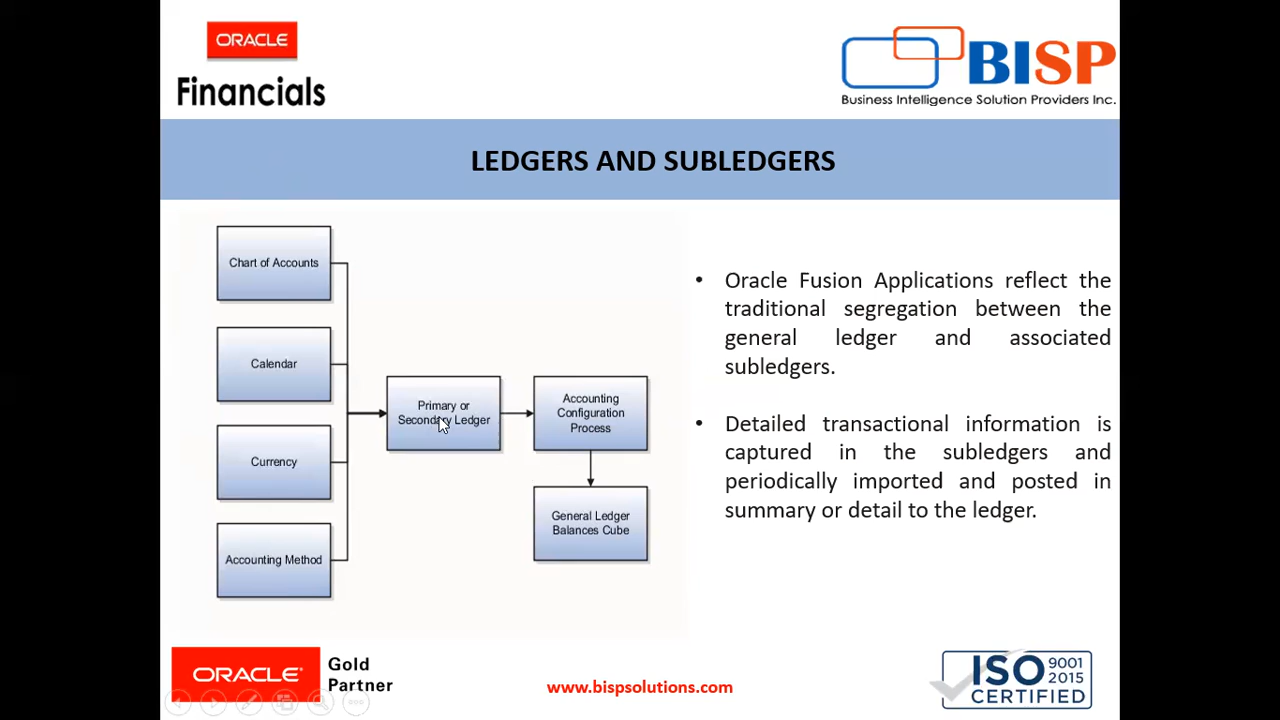 ORACLE
Financials
BISP
Business Intelligence Solution Providers Inc.
LEDGERS AND SUBLEDGERS
Chart of Accounts
Calendar
Currency
Accounting Method
Primary or
Secondary Ledger
Accounting
Configuration
Process
General Ledger
Balances Cube
• Oracle Fusion Applications reflect the
traditional segregation between the
general ledger and associated
subledgers.
• Detailed transactional information is
captured in the subledgers and
periodically imported and posted in
summary or detail to the ledger.
ORACLE®
Gold
Partner
www.bispsolutions.com
ISO 9001
2015
CERTIFIED